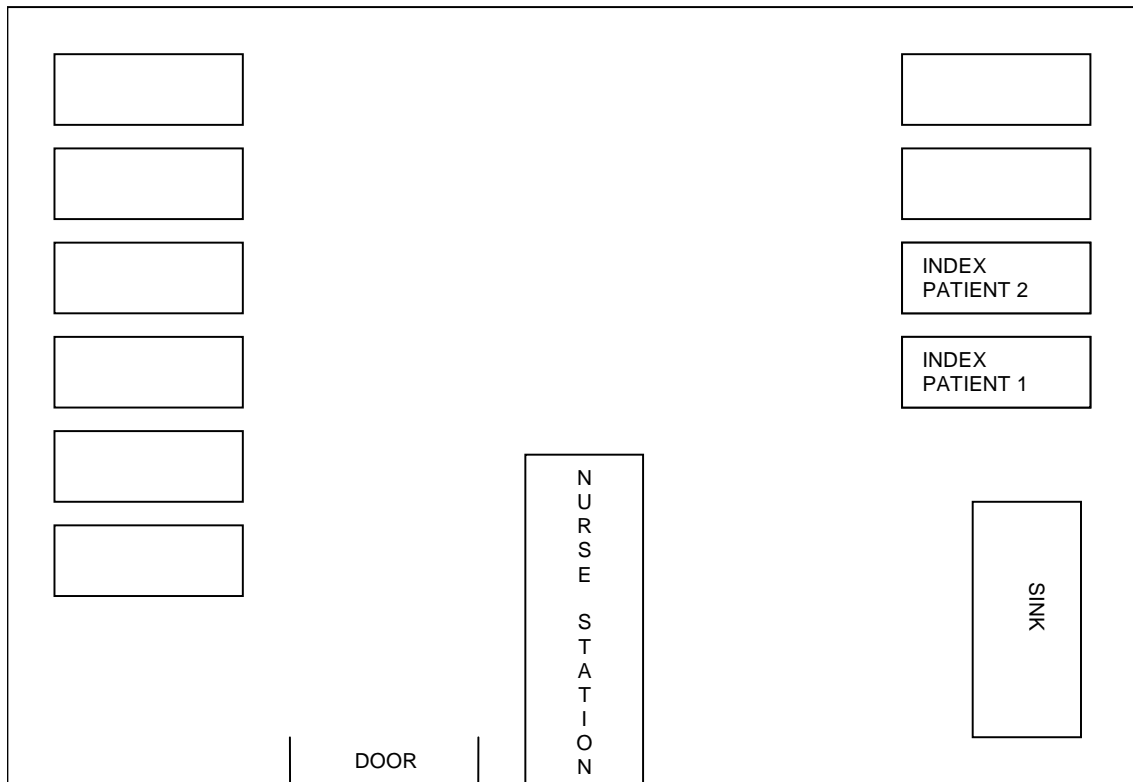 INDEX
PATIENT 2
INDEX
PATIENT 1
NURSE STATION
SINK
DOOR